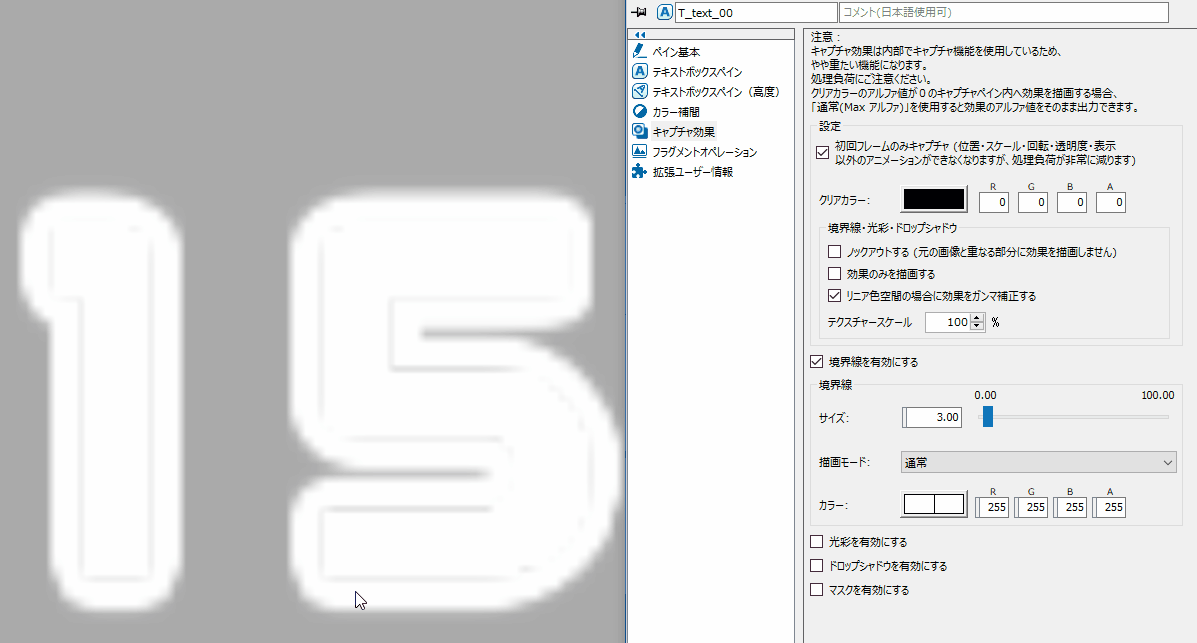 15
T_text_00
コメント(日本語使用可)
ペイン基本
テキストボックスペイン
テキストボックスペイン（高度）
カラー補間
キャプチャ効果
フラグメントオペレーション
拡張ユーザー情報
注意：
キャプチャ効果は内部でキャプチャ機能を使用しているため、
やや重たい機能になります。
処理負荷にご注意ください。
クリアカラーのアルファ値が０のキャプチャペイン内へ効果を描画する場合、
「通常(Max アルファ)」を使用すると効果のアルファ値をそのまま出力できます。
設定
初回フレームのみキャプチャ (位置・スケール・回転・透明度・表示
以外のアニメーションができなくなりますが、処理負荷が非常に減ります)
R G B A
クリアカラー： 0 0 0 0
境界線・光彩・ドロップシャドウ
ノックアウトする (元の画像と重なる部分に効果を描画しません)
効果のみを描画する
リニア色空間の場合に効果をガンマ補正する
テクスチャースケール 100 %
境界線を有効にする
境界線
0.00 100.00
サイズ： 3.00
描画モード： 通常
R G B A
カラー： 255 255 255 255
光彩を有効にする
ドロップシャドウを有効にする
マスクを有効にする